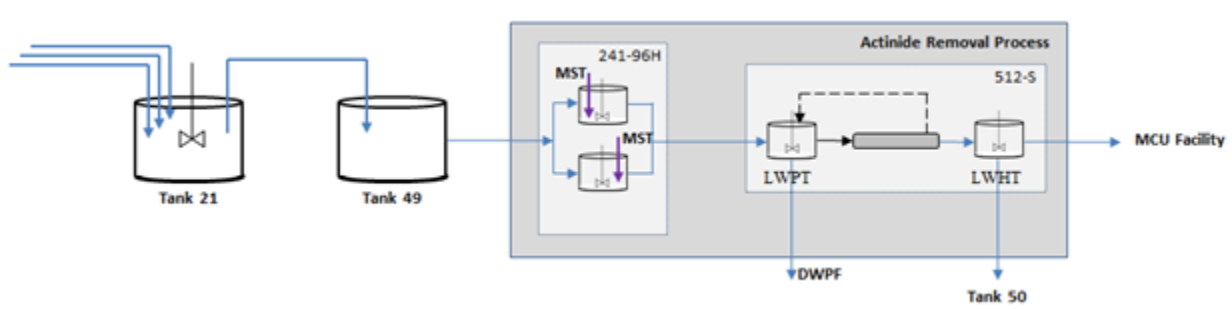 Actinide Removal Process
241-96H
MST
512-S
MST
MCU Facility
LWPT
LWHT
Tank 21
Tank 49
DWPF
Tank 50